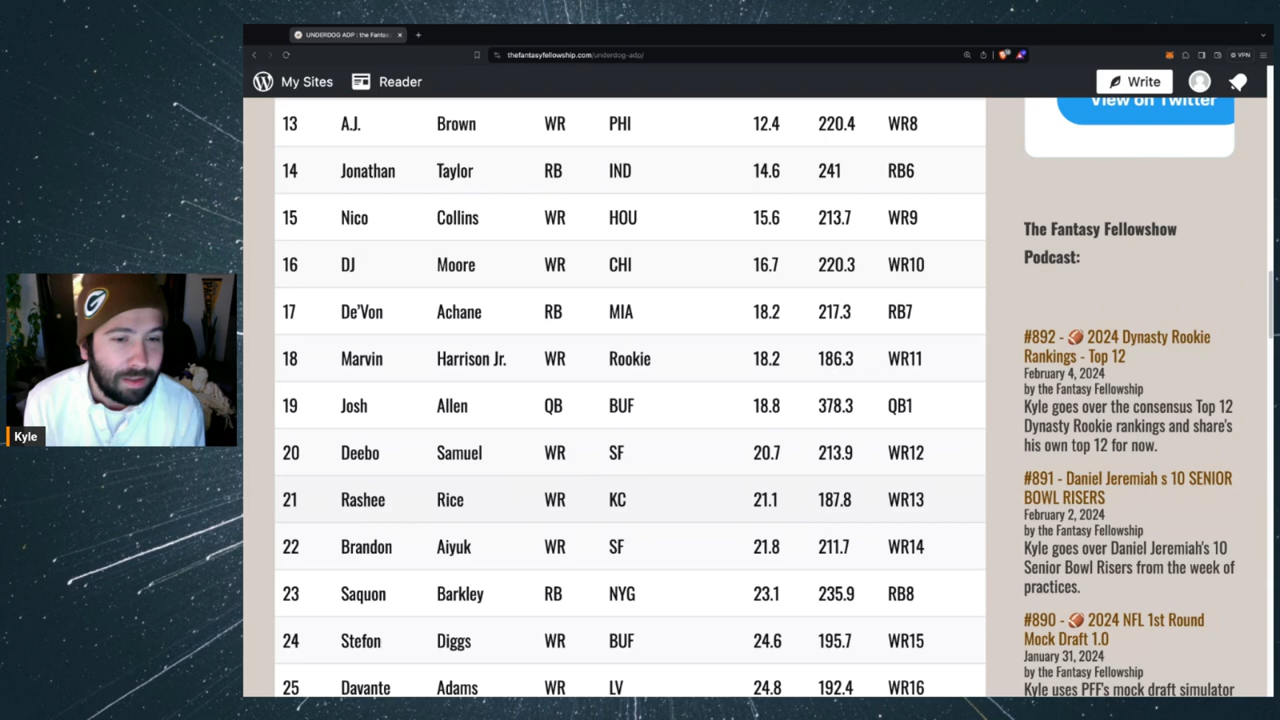 UNDERDOG ADP : the Fantas
thefantasyfellowship.com/underdog-adp/
VPN
My Sites
Reader
Write
View on Twitter
13 A.J. Brown WR PHI 12.4 220.4 WR8
14 Jonathan Taylor RB IND 14.6 241 RB6
15 Nico Collins WR HOU 15.6 213.7 WR9
16 DJ Moore WR CHI 16.7 220.3 WR10
17 De'Von Achane RB MIA 18.2 217.3 RB7
18 Marvin Harrison Jr. WR Rookie 18.2 186.3 WR11
19 Josh Allen QB BUF 18.8 378.3 QB1
20 Deebo Samuel WR SF 20.7 213.9 WR12
21 Rashee Rice WR KC 21.1 187.8 WR13
22 Brandon Aiyuk WR SF 21.8 211.7 WR14
23 Saquon Barkley RB NYG 23.1 235.9 RB8
24 Stefon Diggs WR BUF 24.6 195.7 WR15
25 Davante Adams WR LV 24.8 192.4 WR16
The Fantasy Fellowshow
Podcast:
#892 - 🏈 2024 Dynasty Rookie
Rankings - Top 12
February 4, 2024
by the Fantasy Fellowship
Kyle goes over the consensus Top 12
Dynasty Rookie rankings and share's
his own top 12 for now.
#891 - Daniel Jeremiah s 10 SENIOR
BOWL RISERS
February 2, 2024
by the Fantasy Fellowship
Kyle goes over Daniel Jeremiah's 10
Senior Bowl Risers from the week of
practices.
#890 - 🏈 2024 NFL 1st Round
Mock Draft 1.0
January 31, 2024
by the Fantasy Fellowship
Kyle uses PFF's mock draft simulator
Kyle
G